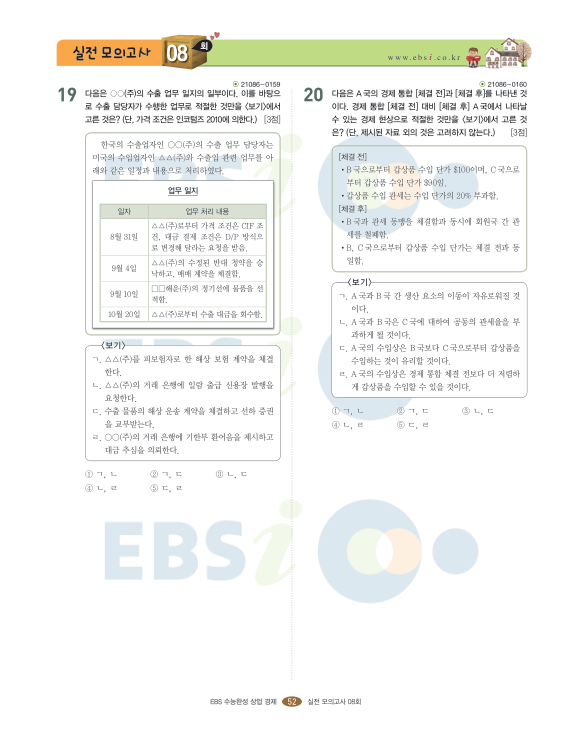 실전 모의고사 08 회
www.ebsi.co.kr
21086-0159
19 다음은 ○○(주)의 수출 업무 일지의 일부이다. 이를 바탕으
로 수출 담당자가 수행한 업무로 적절한 것만을 <보기>에서
고른 것은? (단, 가격 조건은 인코텀즈 2010에 의한다.) [3점]
한국의 수출업자인 ○○(주)의 수출 업무 담당자는
미국의 수입업자인 △△(주)와 수출입 관련 업무를 아
래와 같은 일정과 내용으로 처리하였다.
업무 일지
일자 업무 처리 내용
8월 31일 △△(주)로부터 가격 조건은 CIF 조
건, 대금 결제 조건은 D/P 방식으
로 변경해 달라는 요청을 받음.
9월 4일 △△(주)의 수정된 반대 청약을 승
낙하고, 매매 계약을 체결함.
9월 10일 □□해운(주)의 정기선에 물품을 선
적함.
10월 20일 △△(주)로부터 수출 대금을 회수함.
<보기>
ㄱ. △△(주)를 피보험자로 한 해상 보험 계약을 체결
한다.
ㄴ. △△(주)의 거래 은행에 일람 출급 신용장 발행을
요청한다.
ㄷ. 수출 물품의 해상 운송 계약을 체결하고 선하 증권
을 교부받는다.
ㄹ. ○○(주)의 거래 은행에 기한부 환어음을 제시하고
대금 추심을 의뢰한다.
① ㄱ, ㄴ ② ㄱ, ㄷ ③ ㄴ, ㄷ
④ ㄴ, ㄹ ⑤ ㄷ, ㄹ
21086-0160
20 다음은 A국의 경제 통합 [체결 전]과 [체결 후]를 나타낸 것
이다. 경제 통합 [체결 전] 대비 [체결 후] A국에서 나타날
수 있는 경제 현상으로 적절한 것만을 <보기>에서 고른 것
은? (단, 제시된 자료 외의 것은 고려하지 않는다.) [3점]
[체결 전]
• B국으로부터 갑상품 수입 단가 $100이며, C국으로
부터 갑상품 수입 단가 $90임.
• 갑상품 수입 관세는 수입 단가의 20% 부과함.
[체결 후]
• B국과 관세 동맹을 체결함과 동시에 회원국 간 관
세를 철폐함.
• B, C국으로부터 갑상품 수입 단가는 체결 전과 동
일함.
<보기>
ㄱ. A국과 B국 간 생산 요소의 이동이 자유로워질 것
이다.
ㄴ. A국과 B국은 C국에 대하여 공동의 관세율을 부
과하게 될 것이다.
ㄷ. A국의 수입상은 B국보다 C국으로부터 갑상품을
수입하는 것이 유리할 것이다.
ㄹ. A국의 수입상은 경제 통합 체결 전보다 더 저렴하
게 갑상품을 수입할 수 있을 것이다.
① ㄱ, ㄴ ② ㄱ, ㄷ ③ ㄴ, ㄷ
④ ㄴ, ㄹ ⑤ ㄷ, ㄹ
EBSi
EBSi
EBSi
EBS 수능완성 상업 경제 52 실전 모의고사 08회